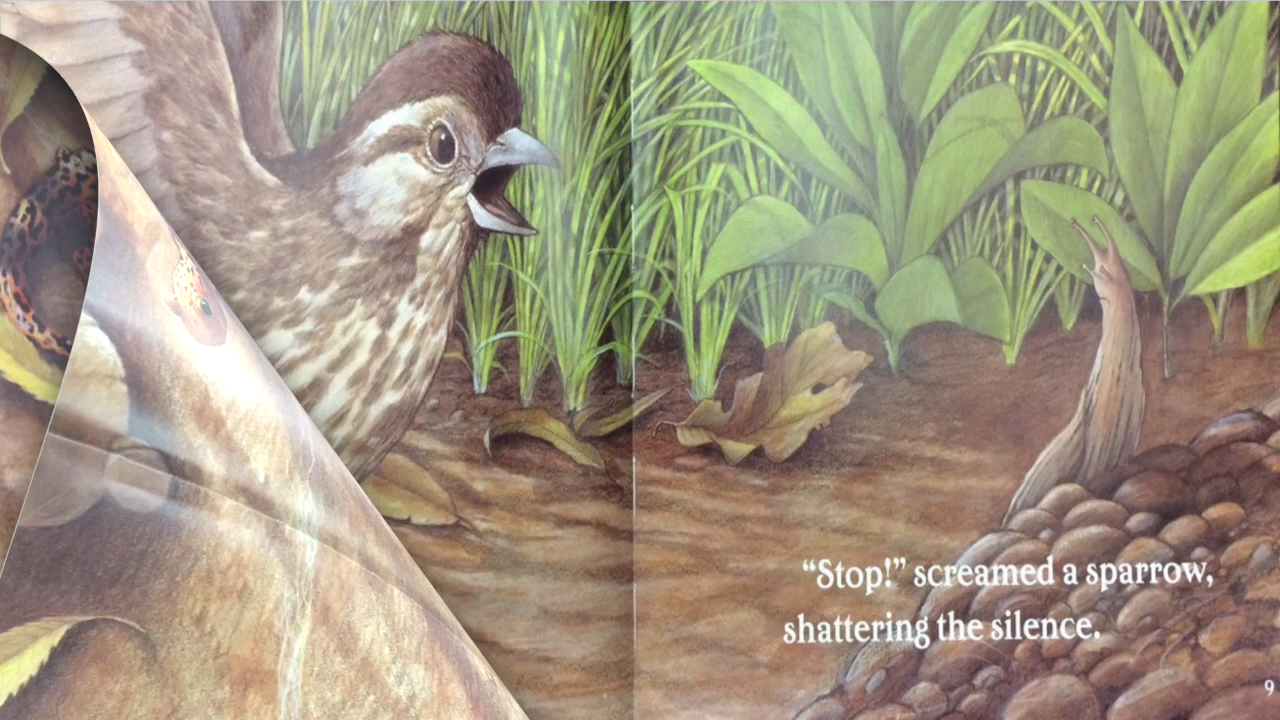 “Stop!” screamed a sparrow,
shattering the silence.
9